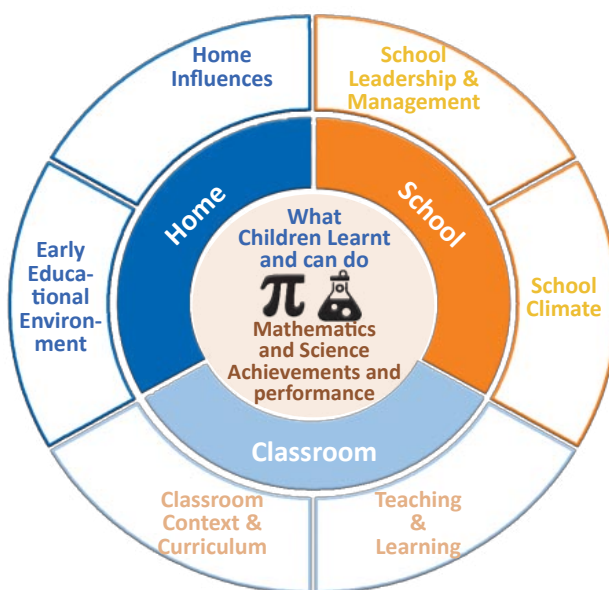 Home
Influences
School
Leadership &
Management
Home
School
Early
Educa-
tional
Environ-
ment
What
Children Learnt
and can do
π
Mathematics
and Science
Achievements and
performance
School
Climate
Classroom
Classroom
Context &
Curriculum
Teaching
&
Learning